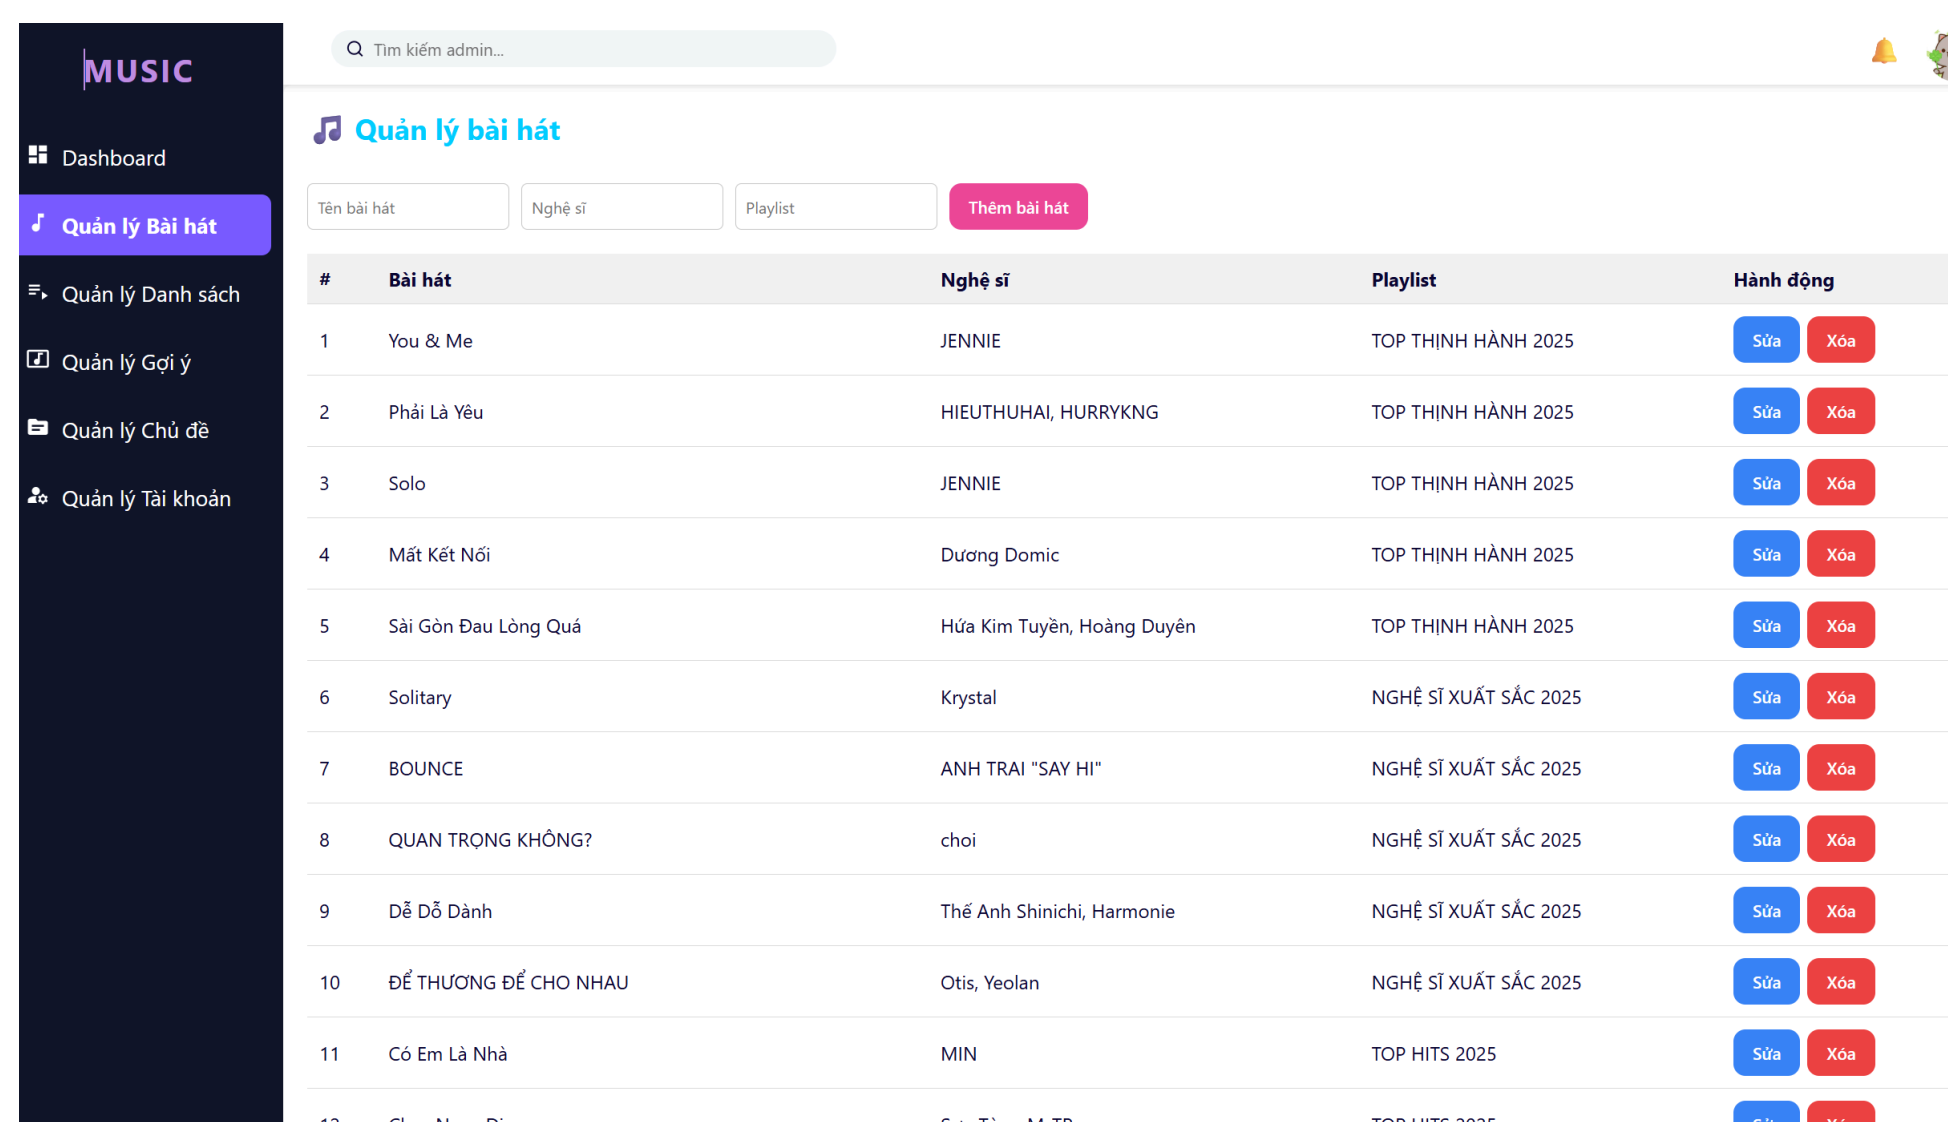 MUSIC
Tìm kiếm admin...
Dashboard
Quản lý Bài hát
Quản lý Danh sách
Quản lý Gợi ý
Quản lý Chủ đề
Quản lý Tài khoản
Quản lý bài hát
Tên bài hát Nghệ sĩ Playlist Thêm bài hát
# Bài hát Nghệ sĩ Playlist Hành động
1 You & Me JENNIE TOP THỊNH HÀNH 2025 Sửa Xóa
2 Phải Là Yêu HIEUTHUHAI, HURRYKNG TOP THỊNH HÀNH 2025 Sửa Xóa
3 Solo JENNIE TOP THỊNH HÀNH 2025 Sửa Xóa
4 Mất Kết Nối Dương Domic TOP THỊNH HÀNH 2025 Sửa Xóa
5 Sài Gòn Đau Lòng Quá Hứa Kim Tuyền, Hoàng Duyên TOP THỊNH HÀNH 2025 Sửa Xóa
6 Solitary Krystal NGHỆ SĨ XUẤT SẮC 2025 Sửa Xóa
7 BOUNCE ANH TRAI "SAY HI" NGHỆ SĨ XUẤT SẮC 2025 Sửa Xóa
8 QUAN TRỌNG KHÔNG? choi NGHỆ SĨ XUẤT SẮC 2025 Sửa Xóa
9 Dễ Dỗ Dành Thế Anh Shinichi, Harmonie NGHỆ SĨ XUẤT SẮC 2025 Sửa Xóa
10 ĐỂ THƯƠNG ĐỂ CHO NHAU Otis, Yeolan NGHỆ SĨ XUẤT SẮC 2025 Sửa Xóa
11 Có Em Là Nhà MIN TOP HITS 2025 Sửa Xóa